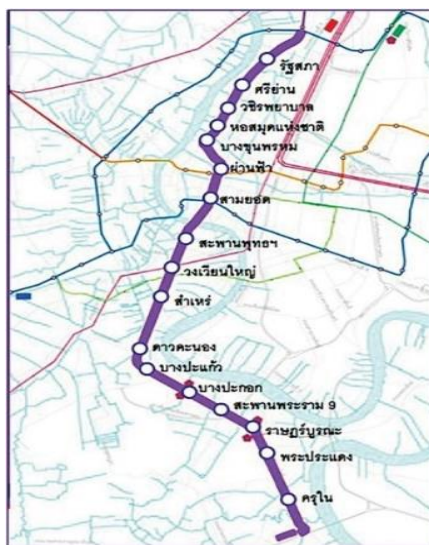 รัฐสภา
ศรีย่าน
วชิรพยาบาล
หอสมุดแห่งชาติ
บางขุนพรหม
ผ่านฟ้า
สามยอด
สะพานพุทธฯ
วงเวียนใหญ่
สำเหร่
ดาวคะนอง
บางปะแก้ว
บางปะกอก
สะพานพระราม 9
ราษฎร์บูรณะ
พระประแดง
ครุใน